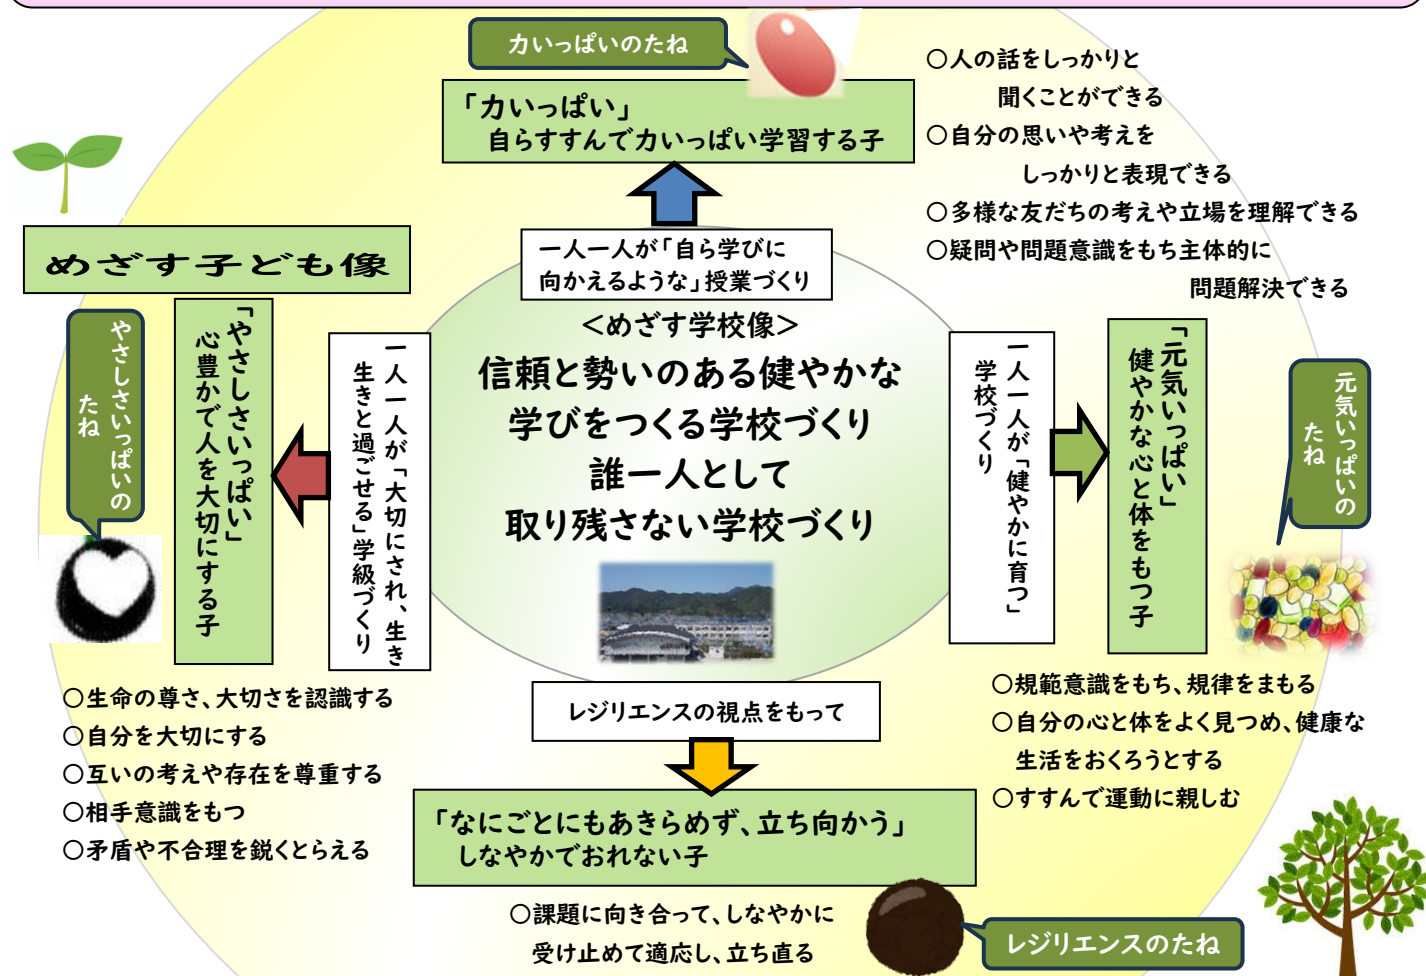 力いっぱいのたね
「力いっぱい」
自らすすんで力いっぱい学習する子
○人の話をしっかりと
聞くことができる
○自分の思いや考えを
しっかりと表現できる
○多様な友だちの考えや立場を理解できる
○疑問や問題意識をもち主体的に
問題解決できる
めざす子ども像
一人一人が「自ら学びに
向かえるような」授業づくり
<めざす学校像>
信頼と勢いのある健やかな
学びをつくる学校づくり
誰一人として
取り残さない学校づくり
やさしさいっぱいの
たね
「やさしさいっぱい」
心豊かで人を大切にする子
一人一人が「大切にされ、生き
生きと過ごせる」学級づくり
一人一人が「健やかに育つ」
学校づくり
「元気いっぱい」
健やかな心と体をもつ子
元気いっぱいの
たね
○生命の尊さ、大切さを認識する
○自分を大切にする
○互いの考えや存在を尊重する
○相手意識をもつ
○矛盾や不合理を鋭くとらえる
レジリエンスの視点をもって
「なにごとにもあきらめず、立ち向かう」
しなやかでおれない子
○課題に向き合って、しなやかに
受け止めて適応し、立ち直る
レジリエンスのたね
○規範意識をもち、規律をまもる
○自分の心と体をよく見つめ、健康な
生活をおくろうとする
○すすんで運動に親しむ